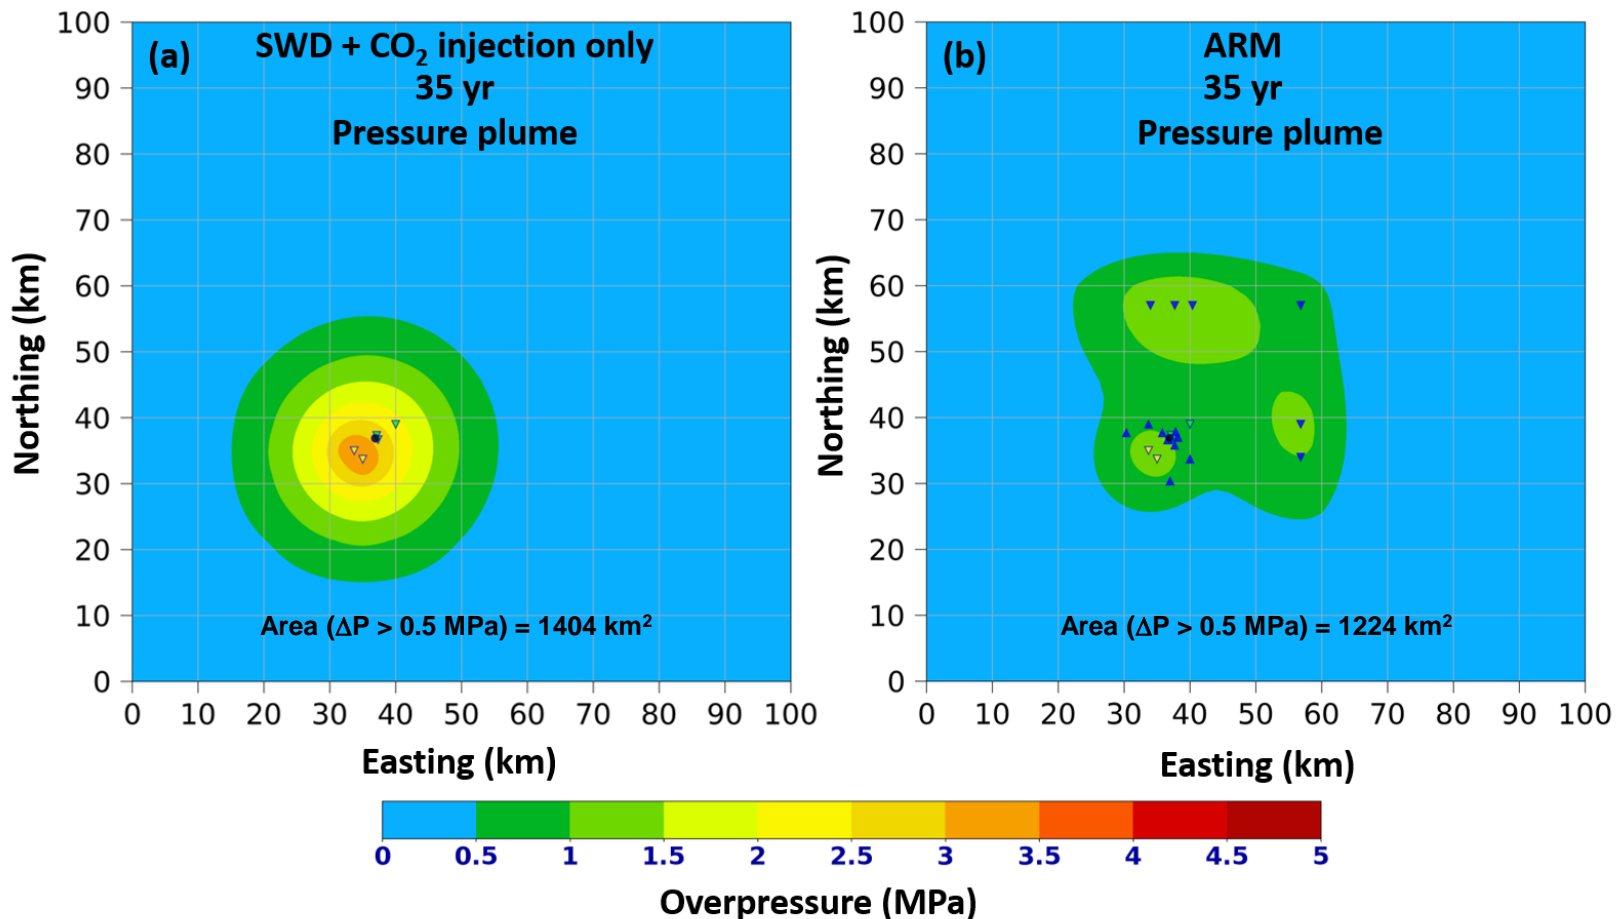 (a)
SWD + CO₂ injection only
35 yr
Pressure plume
100
90
80
70
60
50
40
30
20
10
0
Northing (km)
Area (ΔP > 0.5 MPa) = 1404 km²
0 10 20 30 40 50 60 70 80 90 100
Easting (km)
(b)
ARM
35 yr
Pressure plume
100
90
80
70
60
50
40
30
20
10
0
Northing (km)
Area (ΔP > 0.5 MPa) = 1224 km²
0 10 20 30 40 50 60 70 80 90 100
Easting (km)
0 0.5 1 1.5 2 2.5 3 3.5 4 4.5 5
Overpressure (MPa)